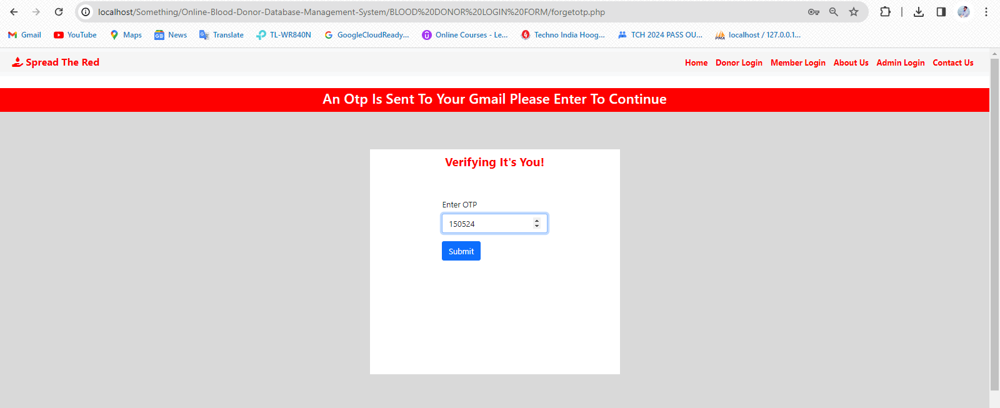 localhost/Something/Online-Blood-Donor-Database-Management-System/BLOOD%20DONOR%20LOGIN%20FORM/forgetotp.php
Gmail YouTube Maps News Translate TL-WR840N GoogleCloudReady... Online Courses - Le... Techno India Hoog... TCH 2024 PASS OU... PMA localhost / 127.0.0.1...
Spread The Red Home Donor Login Member Login About Us Admin Login Contact Us
An Otp Is Sent To Your Gmail Please Enter To Continue
Verifying It's You!
Enter OTP
150524
Submit